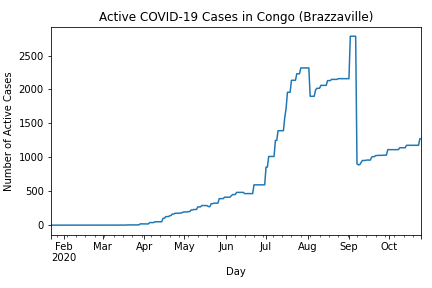 Active COVID-19 Cases in Congo (Brazzaville)
Number of Active Cases
2500
2000
1500
1000
500
0
Feb Mar Apr May Jun Jul Aug Sep Oct
2020
Day